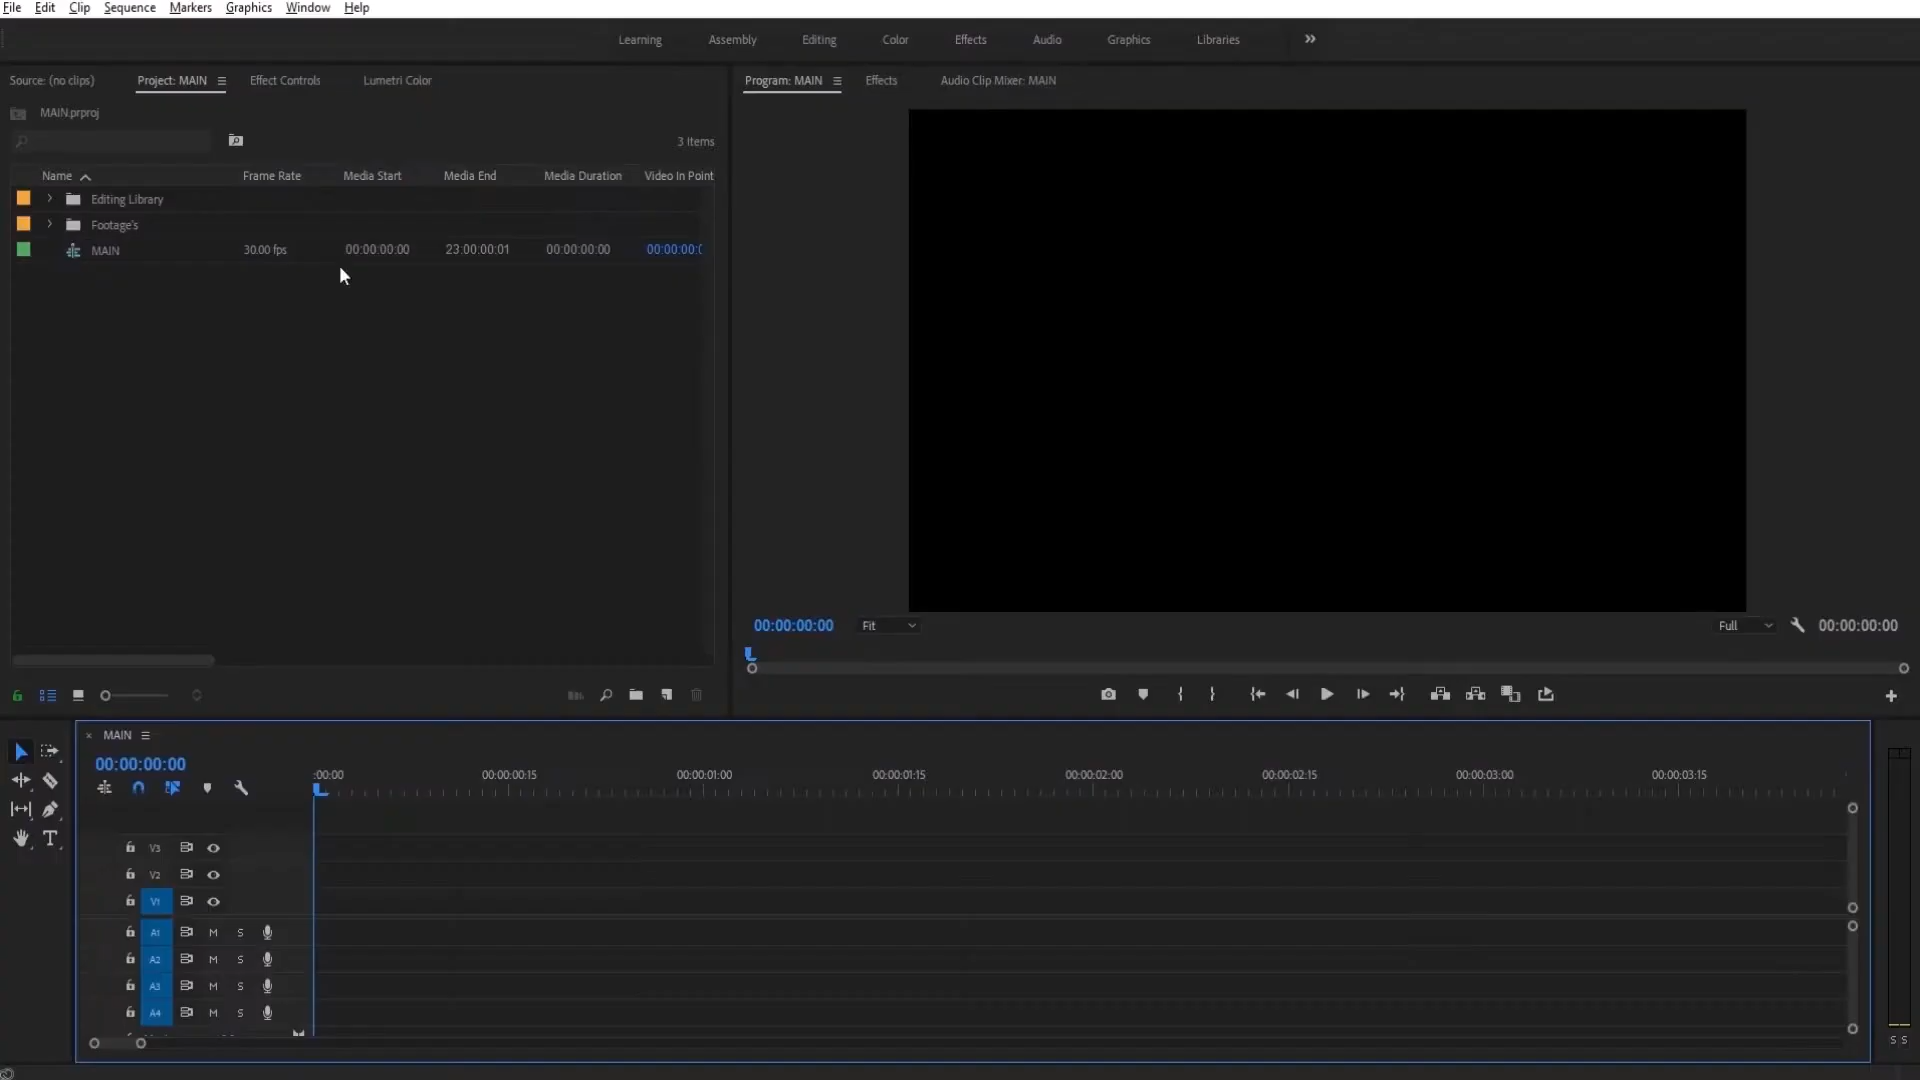 File Edit Clip Sequence Markers Graphics Window Help
Learning Assembly Editing Color Effects Audio Graphics Libraries
Source: (no clips) Project: MAIN Effect Controls Lumetri Color
Program: MAIN Effects Audio Clip Mixer: MAIN
MAIN.prproj
3 Items
Name Frame Rate Media Start Media End Media Duration Video In Point
Editing Library
Footage's
MAIN 30.00 fps 00:00:00:00 23:00:00:01 00:00:00:00 00:00:00:0
00:00:00:00 Fit Full 00:00:00:00
MAIN
00:00:00:00
:00:00 00:00:00:15 00:00:01:00 00:00:01:15 00:00:02:00 00:00:02:15 00:00:03:00 00:00:03:15
V3
V2
V1
A1 M S
A2 M S
A3 M S
A4 M S
S S